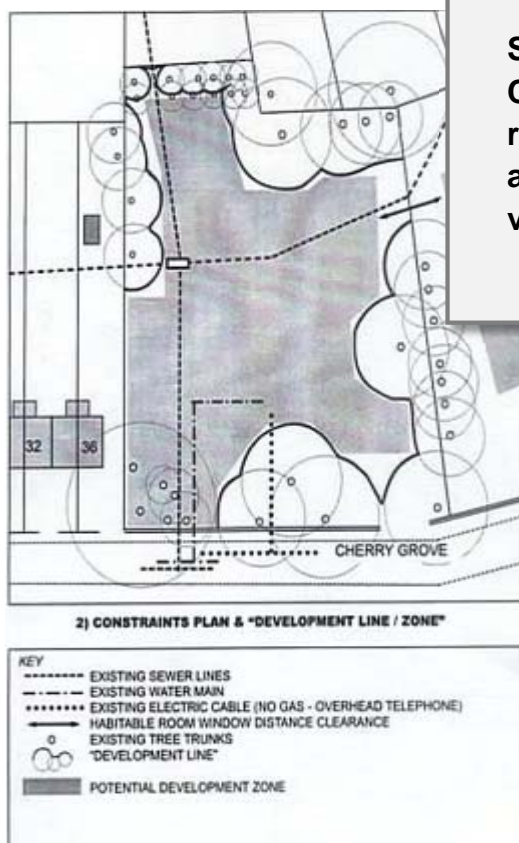 32
36
CHERRY GROVE
2) CONSTRAINTS PLAN & "DEVELOPMENT LINE / ZONE"
KEY
EXISTING SEWER LINES
EXISTING WATER MAIN
EXISTING ELECTRIC CABLE (NO GAS - OVERHEAD TELEPHONE)
HABITABLE ROOM WINDOW DISTANCE CLEARANCE
EXISTING TREE TRUNKS
"DEVELOPMENT LINE"
POTENTIAL DEVELOPMENT ZONE